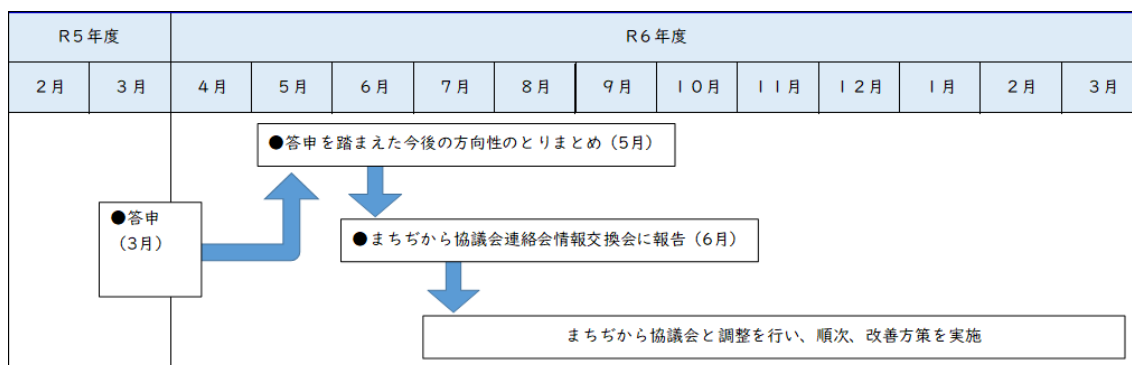 R5年度 R6年度
2月 3月 4月 5月 6月 7月 8月 9月 10月 11月 12月 1月 2月 3月
●答申を踏まえた今後の方向性のとりまとめ（5月）
●答申
（3月）
●まちぢから協議会連絡会情報交換会に報告（6月）
まちぢから協議会と調整を行い、順次、改善方策を実施